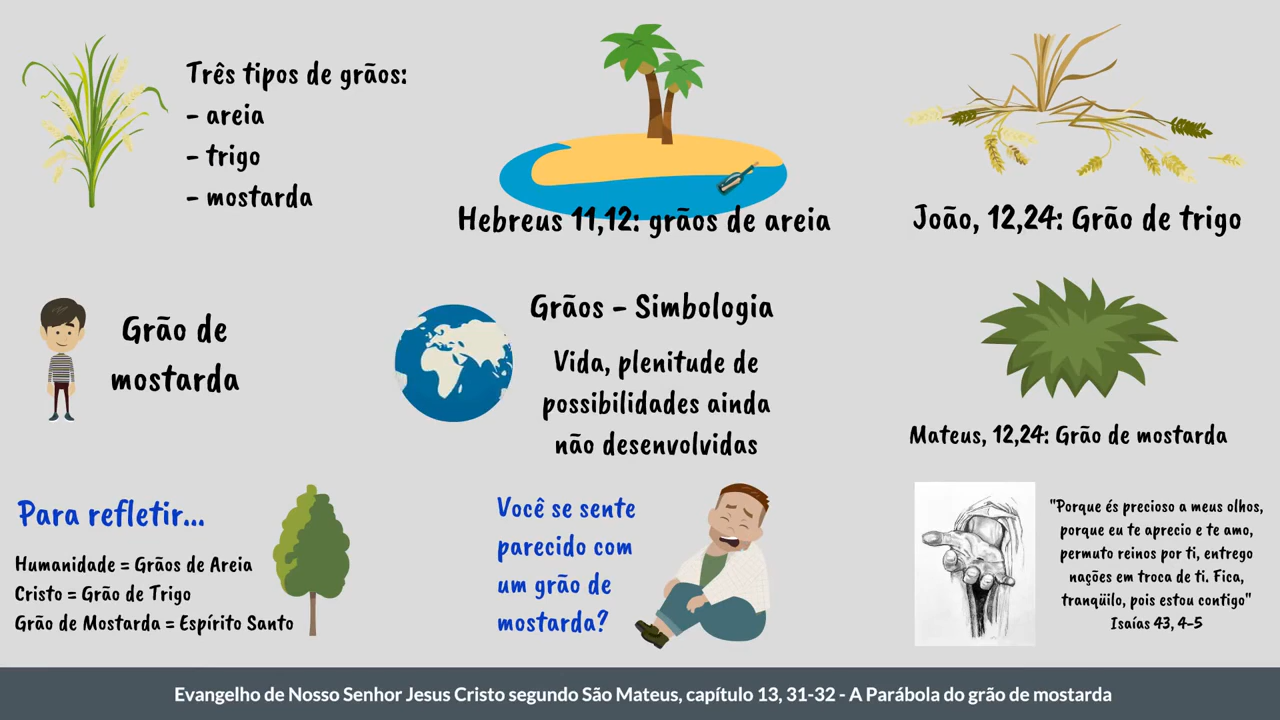 Três tipos de grãos:
- areia
- trigo
- mostarda
Hebreus 11,12: grãos de areia
João, 12,24: Grão de trigo
Grão de
mostarda
Grãos - Simbologia
Vida, plenitude de
possibilidades ainda
não desenvolvidas
Mateus, 12,24: Grão de mostarda
Para refletir...
Humanidade = Grãos de Areia
Cristo = Grão de Trigo
Grão de Mostarda = Espírito Santo
Você se sente
parecido com
um grão de
mostarda?
"Porque és precioso a meus olhos,
porque eu te aprecio e te amo,
permuto reinos por ti, entrego
nações em troca de ti. Fica,
tranqüilo, pois estou contigo"
Isaías 43, 4-5
Evangelho de Nosso Senhor Jesus Cristo segundo São Mateus, capítulo 13, 31-32 - A Parábola do grão de mostarda